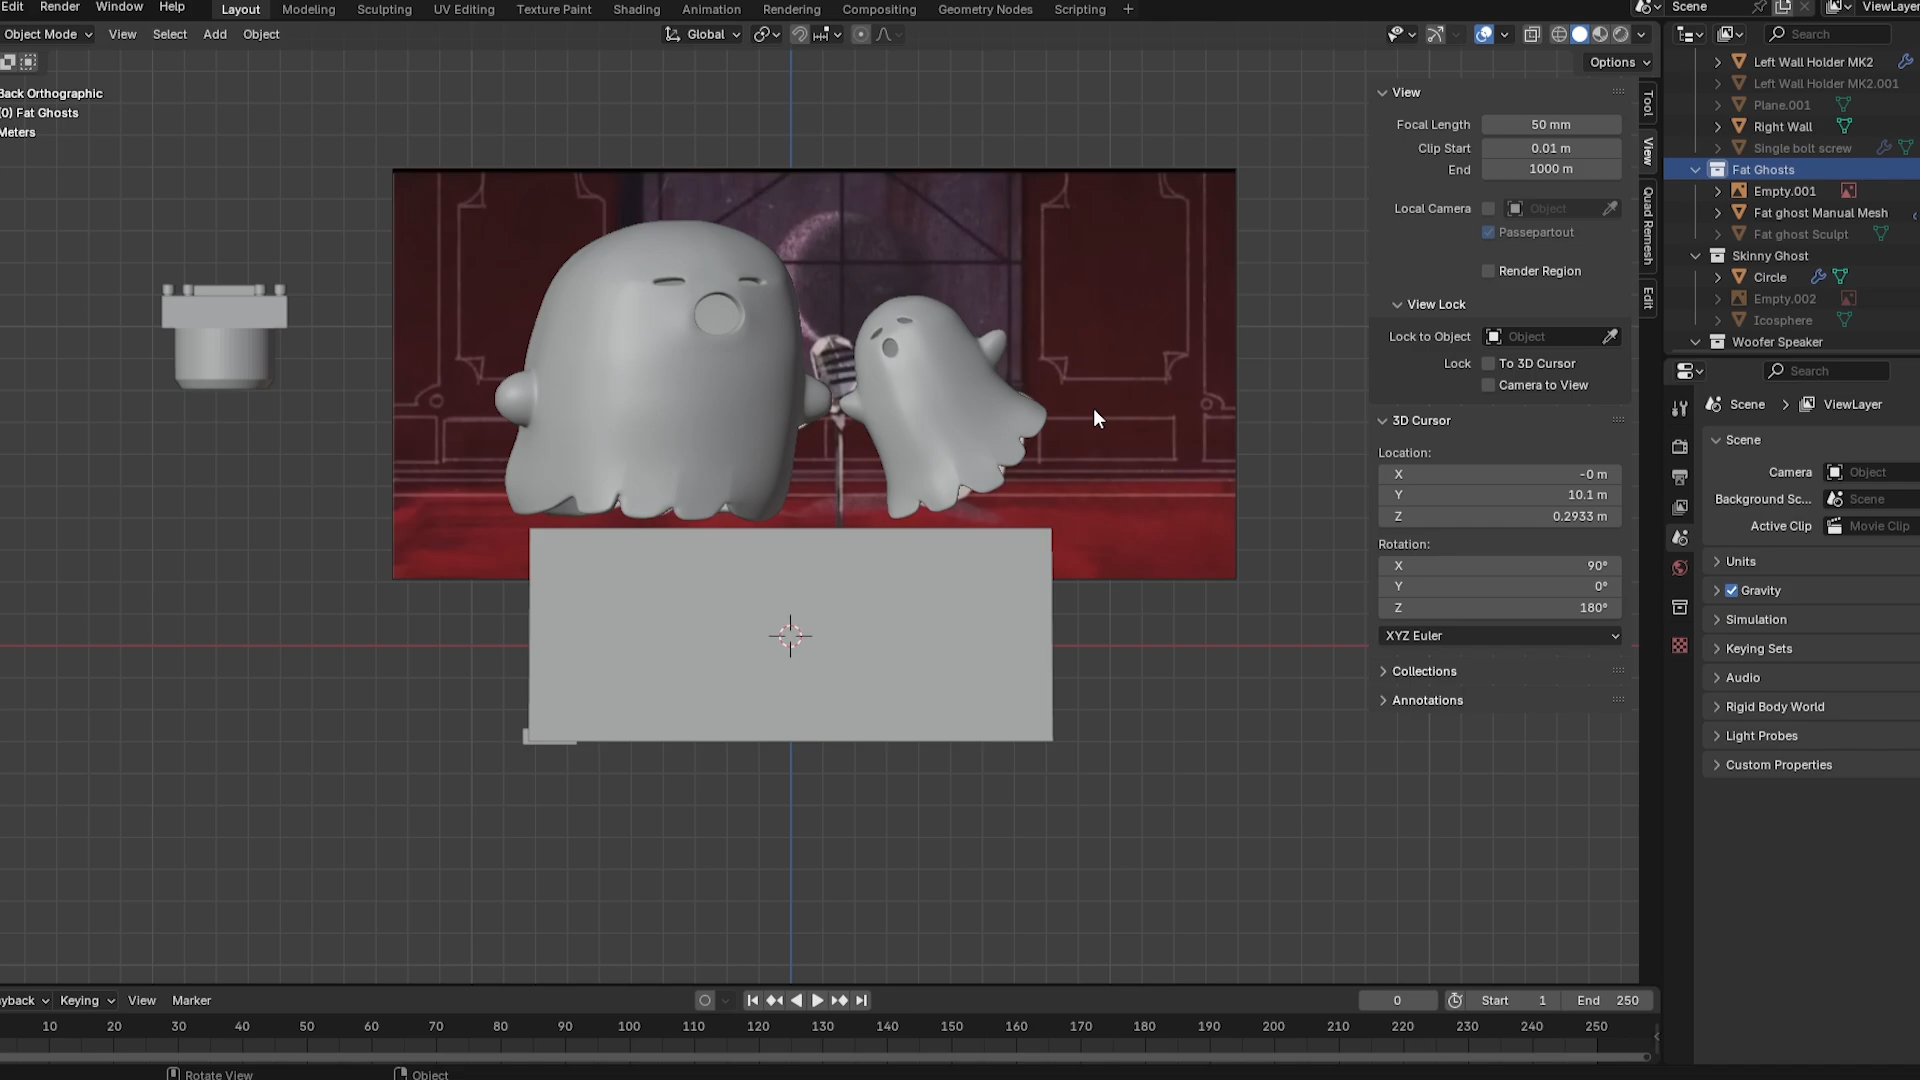 Edit Render Window Help Layout Modeling Sculpting UV Editing Texture Paint Shading Animation Rendering Compositing Geometry Nodes Scripting + Scene ViewLayer
Object Mode View Select Add Object Global Search
Options
Back Orthographic
(0) Fat Ghosts
Meters
View
Focal Length 50 mm
Clip Start 0.01 m
End 1000 m
Local Camera Object
Passepartout
Render Region
View Lock
Lock to Object Object
Lock To 3D Cursor
Camera to View
3D Cursor
Location:
X -0 m
Y 10.1 m
Z 0.2933 m
Rotation:
X 90°
Y 0°
Z 180°
XYZ Euler
Collections
Annotations
Tool
View
Quad Remesh
Edit
Left Wall Holder MK2
Left Wall Holder MK2.001
Plane.001
Right Wall
Single bolt screw
Fat Ghosts
Empty.001
Fat ghost Manual Mesh
Fat ghost Sculpt
Skinny Ghost
Circle
Empty.002
Icosphere
Woofer Speaker
Search
Scene ViewLayer
Scene
Camera Object
Background Sc... Scene
Active Clip Movie Clip
Units
Gravity
Simulation
Keying Sets
Audio
Rigid Body World
Light Probes
Custom Properties
yback Keying View Marker 0 Start 1 End 250
10 20 30 40 50 60 70 80 90 100 110 120 130 140 150 160 170 180 190 200 210 220 230 240 250
Rotate View Object